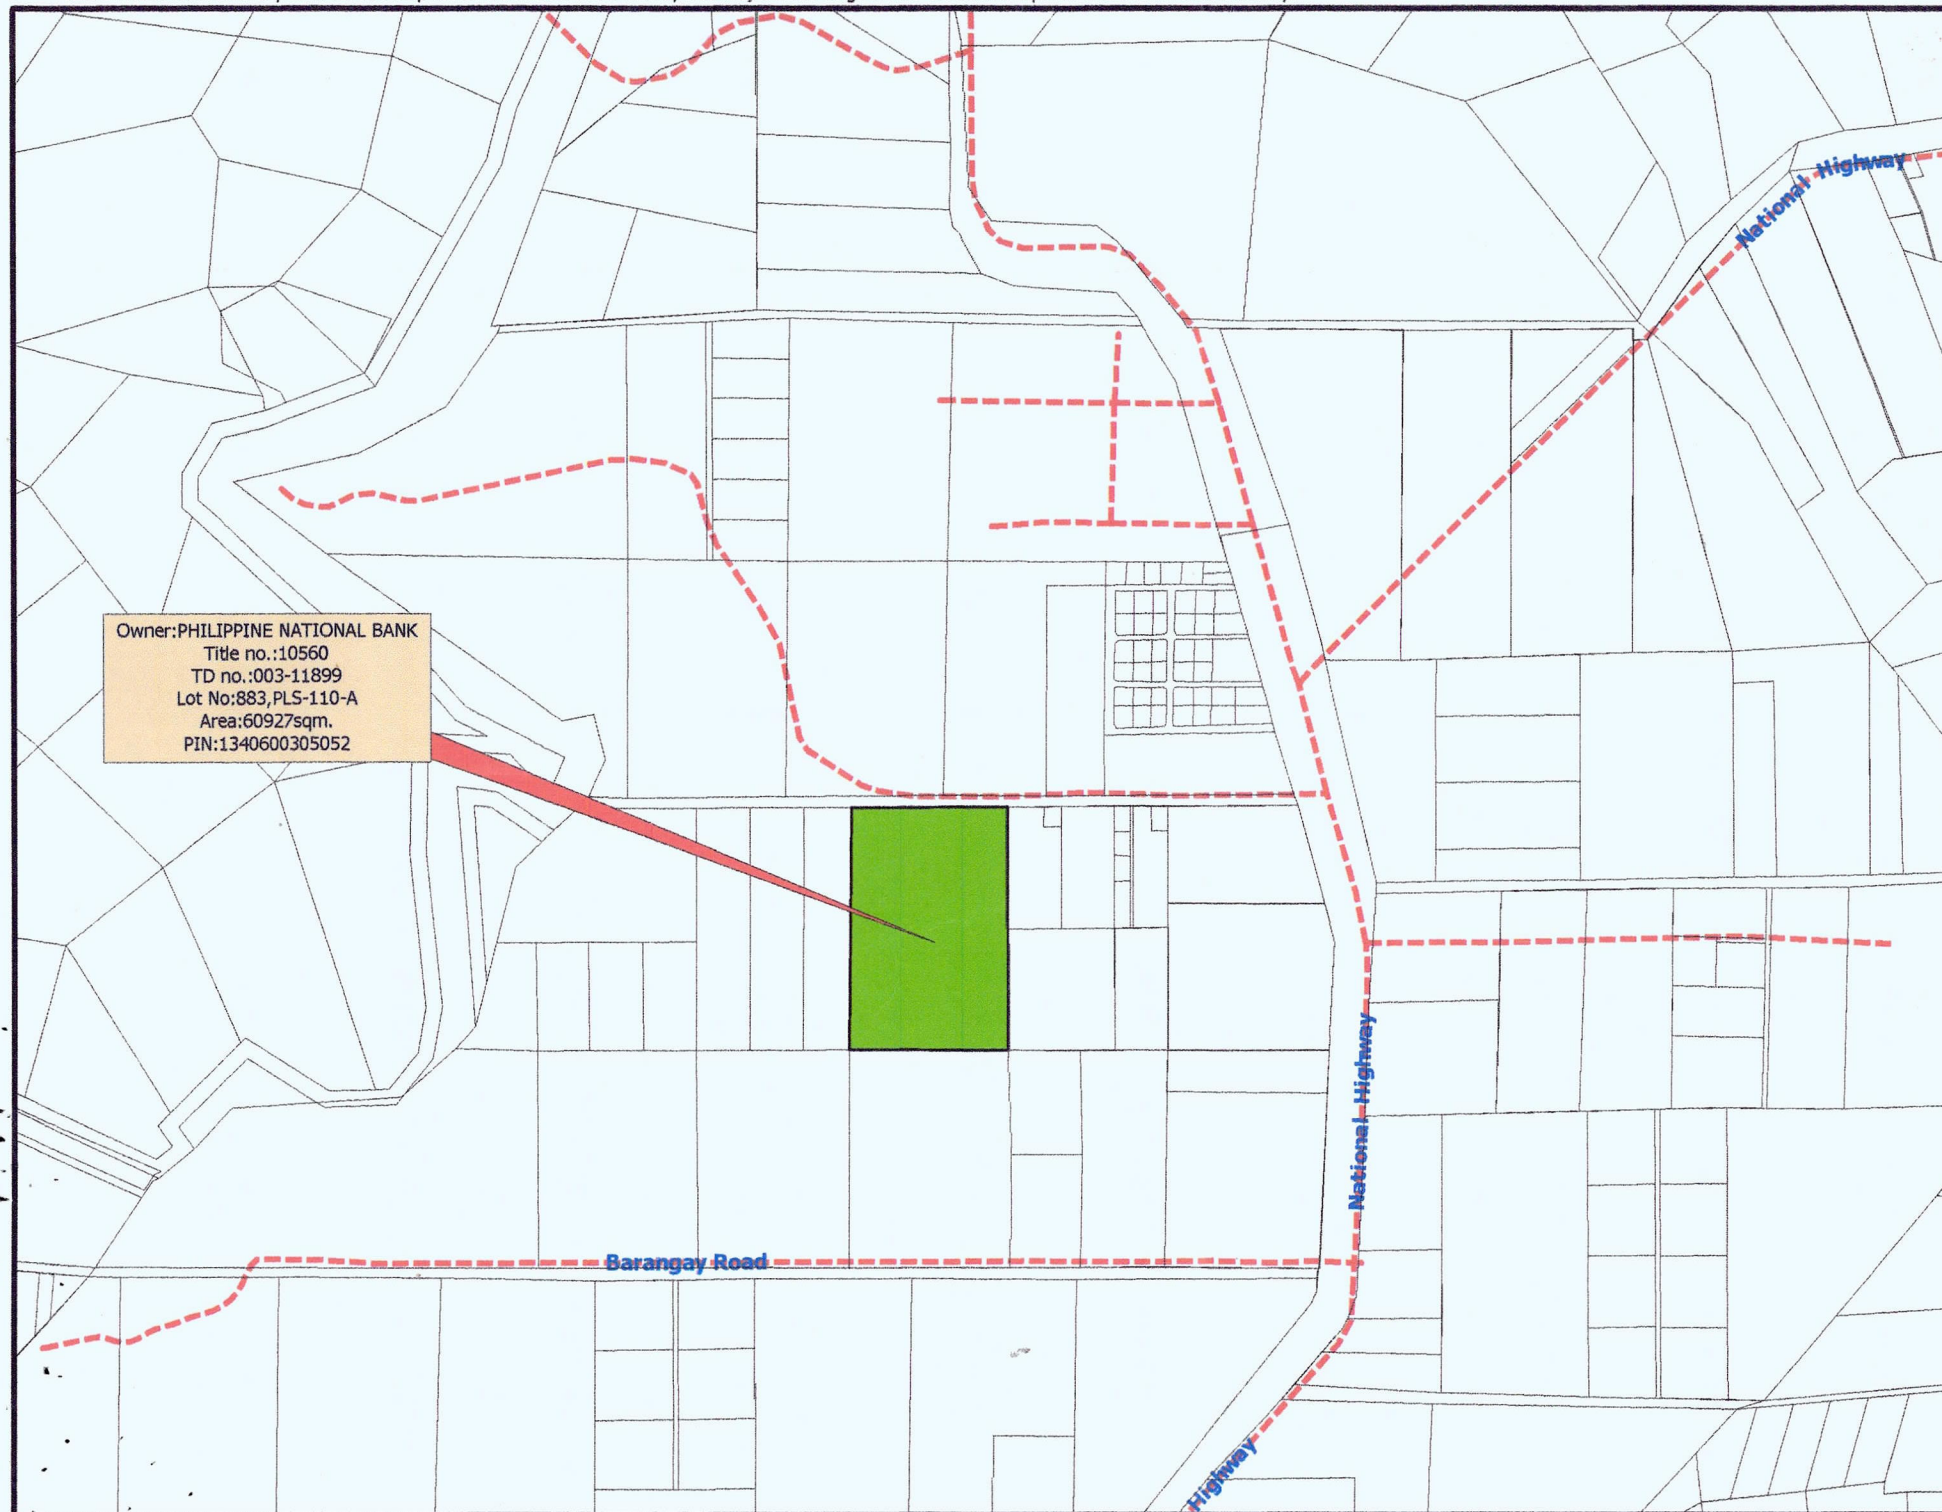 National Highway
Owner:PHILIPPINE NATIONAL BANK
Title no.:10560
TD no.:003-11899
Lot No:883,PLS-110-A
Area:60927sqm.
PIN:1340600305052
National Highway
Barangay Road
Highway